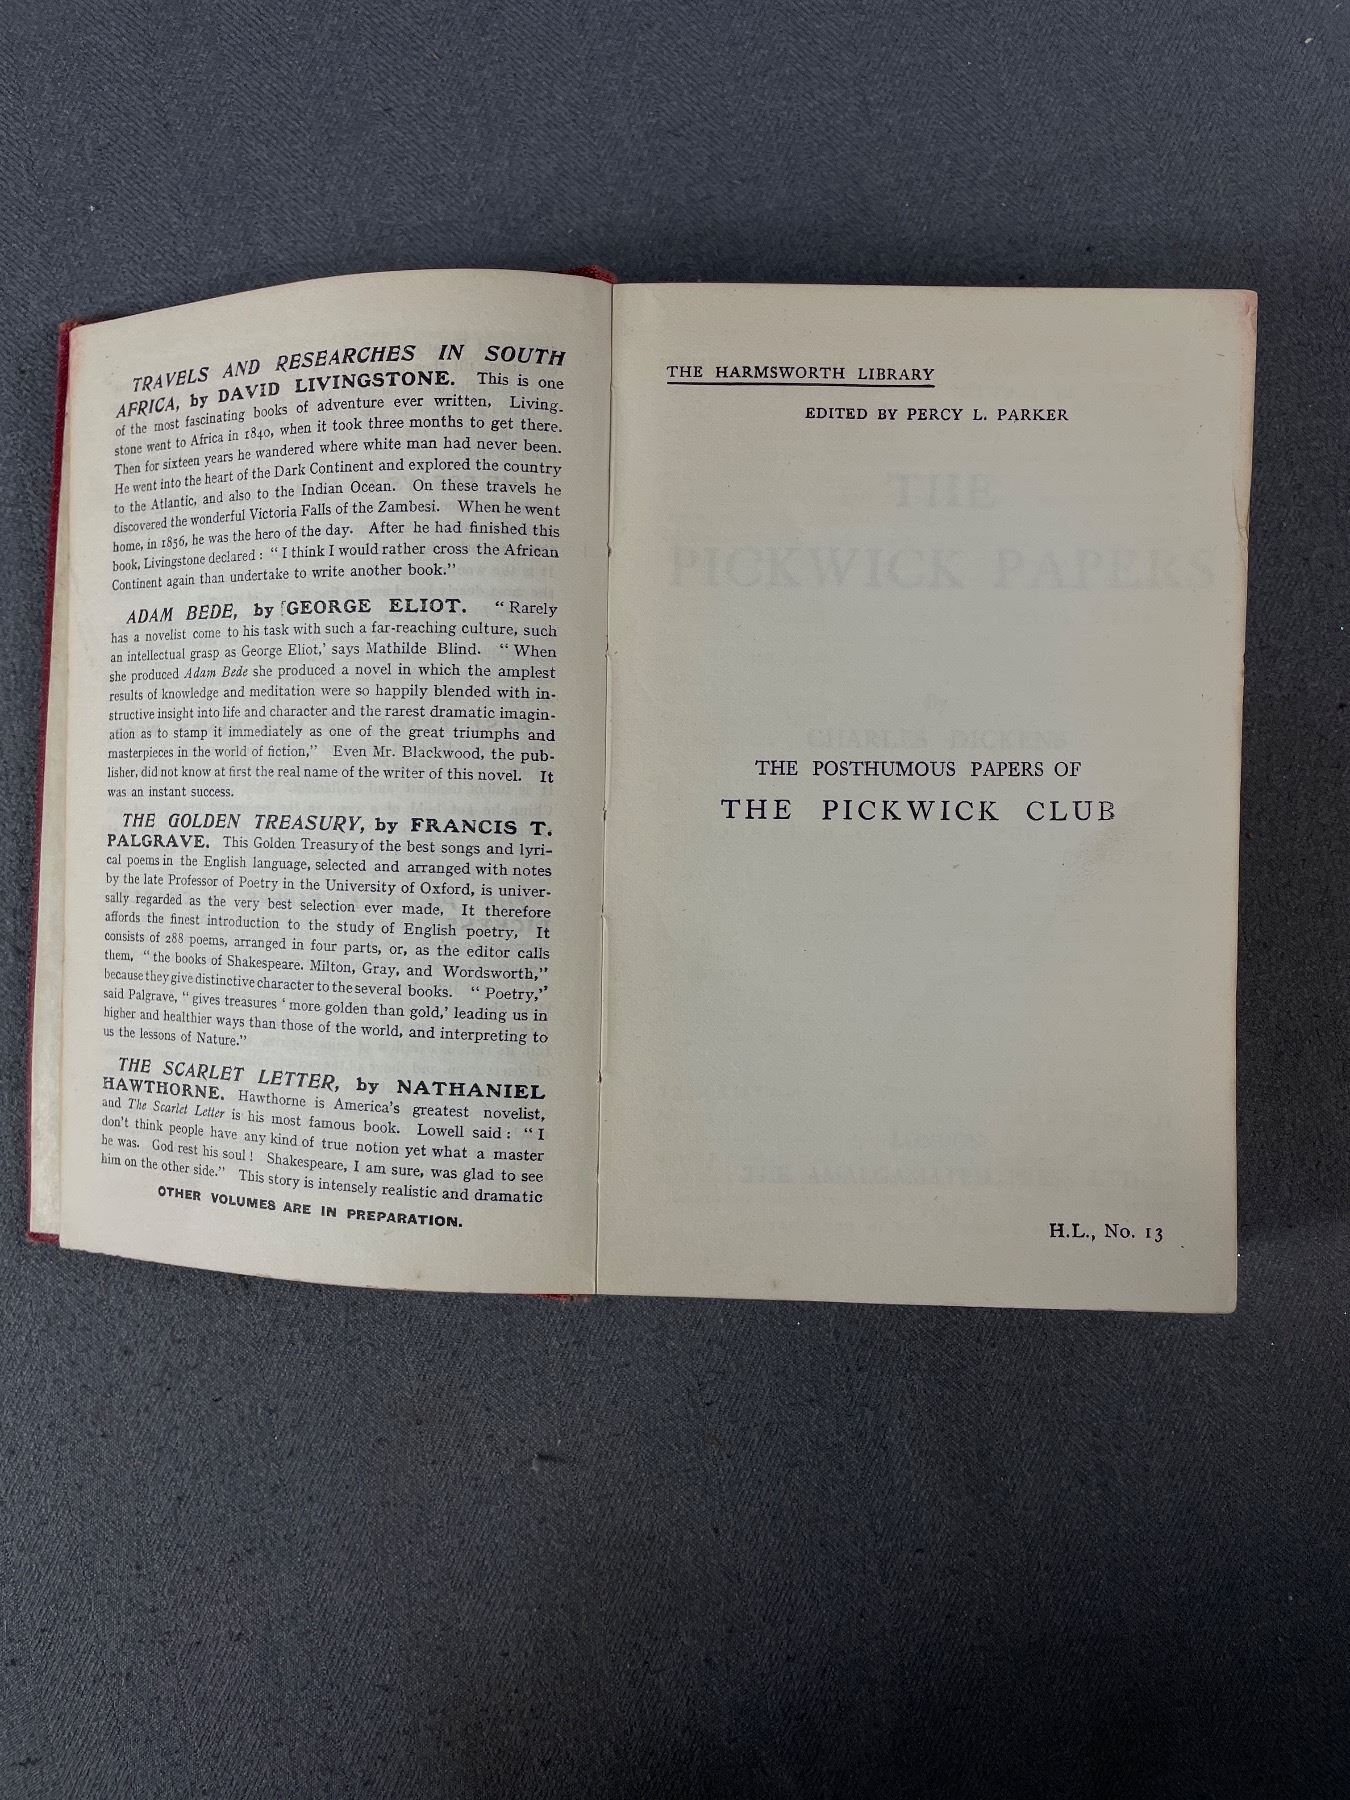 TRAVELS AND RESEARCHES IN SOUTH
AFRICA, by DAVID LIVINGSTONE. This is one
of the most fascinating books of adventure ever written, Living-
stone went to Africa in 1840, when it took three months to get there.
Then for sixteen years he wandered where white man had never been.
He went into the heart of the Dark Continent and explored the country
to the Atlantic, and also to the Indian Ocean. On these travels he
discovered the wonderful Victoria Falls of the Zambesi. When he went
home, in 1856, he was the hero of the day. After he had finished this
book, Livingstone declared: "I think I would rather cross the African
Continent again than undertake to write another book."
ADAM BEDE, by GEORGE ELIOT. "Rarely
has a novelist come to his task with such a far-reaching culture, such
an intellectual grasp as George Eliot,' says Mathilde Blind. "When
she produced Adam Bede she produced a novel in which the amplest
results of knowledge and meditation were so happily blended with in-
structive insight into life and character and the rarest dramatic imagin-
ation as to stamp it immediately as one of the great triumphs and
masterpieces in the world of fiction," Even Mr. Blackwood, the pub-
lisher, did not know at first the real name of the writer of this novel. It
was an instant success.
THE GOLDEN TREASURY, by FRANCIS T.
PALGRAVE. This Golden Treasury of the best songs and lyri-
cal poems in the English language, selected and arranged with notes
by the late Professor of Poetry in the University of Oxford, is univer-
sally regarded as the very best selection ever made, It therefore
affords the finest introduction to the study of English poetry, It
consists of 288 poems, arranged in four parts, or, as the editor calls
them, "the books of Shakespeare. Milton, Gray, and Wordsworth,"
because they give distinctive character to the several books. "Poetry,"
said Palgrave, "gives treasures 'more golden than gold,' leading us in
higher and healthier ways than those of the world, and interpreting to
us the lessons of Nature."
THE SCARLET LETTER, by NATHANIEL
HAWTHORNE. Hawthorne is America's greatest novelist,
and The Scarlet Letter is his most famous book. Lowell said: "I
don't think people have any kind of true notion yet what a master
he was. God rest his soul! Shakespeare, I am sure, was glad to see
him on the other side." This story is intensely realistic and dramatic
OTHER VOLUMES ARE IN PREPARATION.
THE HARMSWORTH LIBRARY
EDITED BY PERCY L. PARKER
THE
PICKWICK PAPERS
BY
CHARLES DICKENS
THE POSTHUMOUS PAPERS OF
THE PICKWICK CLUB
H.L., No. 13